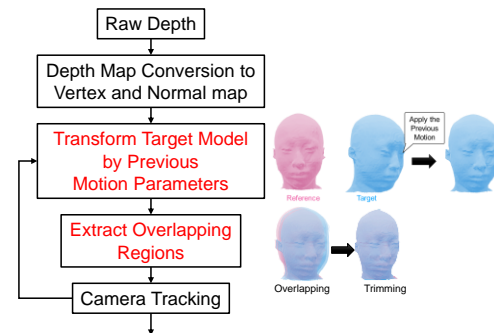 Raw Depth
Depth Map Conversion to
Vertex and Normal map
Transform Target Model
by Previous
Motion Parameters
Extract Overlapping
Regions
Camera Tracking
Apply the
Previous
Motion
Reference
Target
Overlapping
Trimming